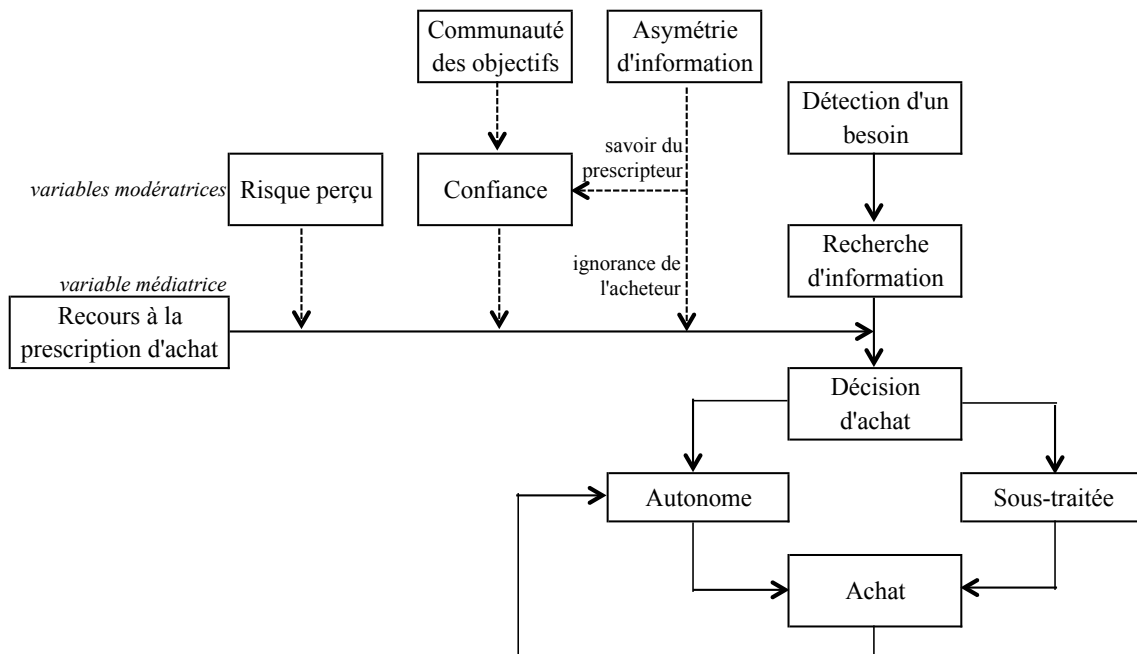 Communauté
des objectifs
Asymétrie
d'information
Détection d'un
besoin
savoir du
prescripteur
variables modératrices
Risque perçu
Confiance
Recherche
d'information
ignorance de
l'acheteur
variable médiatrice
Recours à la
prescription d'achat
Décision
d'achat
Autonome
Sous-traitée
Achat